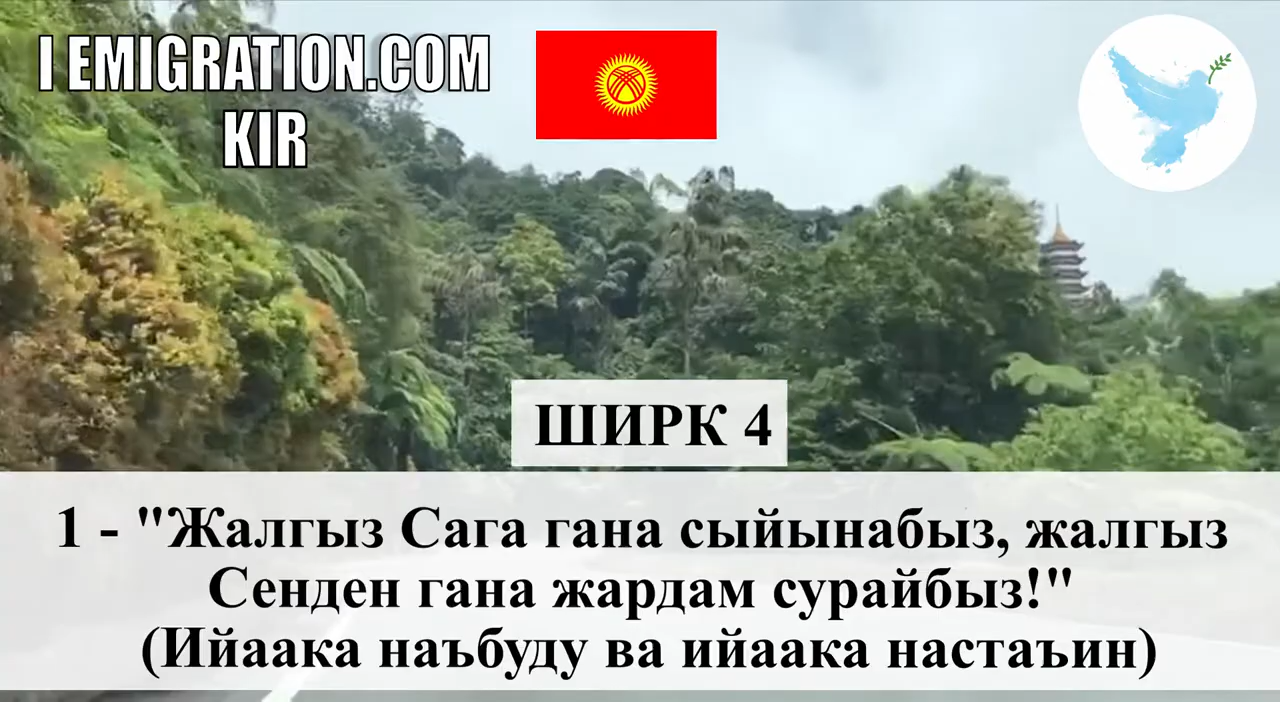 I EMIGRATION.COM
KIR
ШИРК 4
1 - "Жалгыз Сага гана сыйынабыз, жалгыз
Сенден гана жардам сурайбыз!"
(Ийаака наъбуду ва ийаака настаъин)